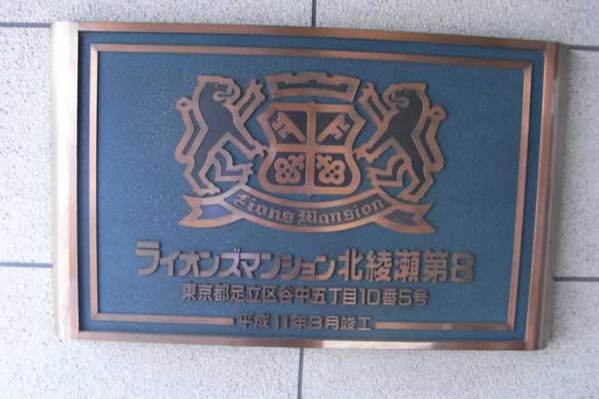 Lions Mansion
ライオンズマンション北綾瀬第8
東京都足立区谷中五丁目10番5号
平成11年8月竣工